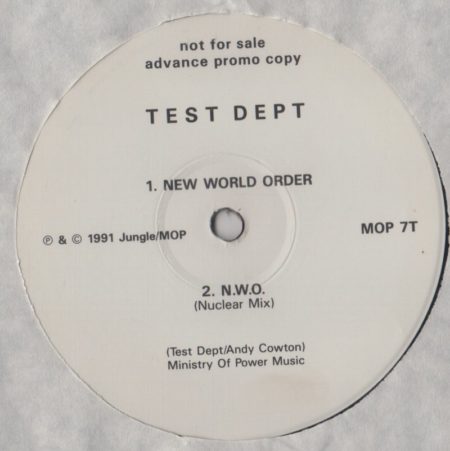 not for sale
advance promo copy
TEST DEPT
1. NEW WORLD ORDER
℗ & © 1991 Jungle/MOP
MOP 7T
2. N.W.O.
(Nuclear Mix)
(Test Dept/Andy Cowton)
Ministry Of Power Music